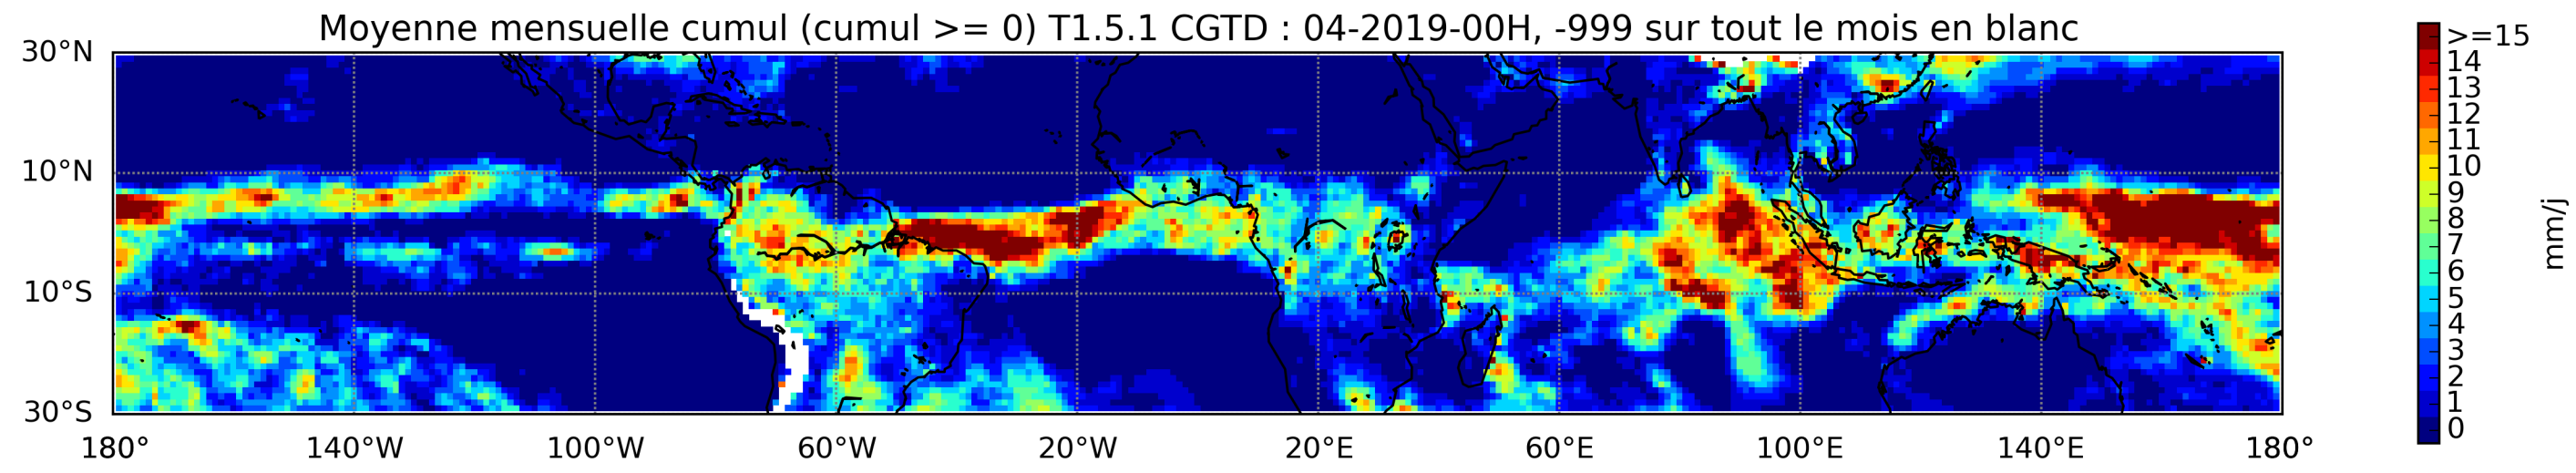 Moyenne mensuelle cumul (cumul >= 0) T1.5.1 CGTD : 04-2019-00H, -999 sur tout le mois en blanc
30°N
10°N
10°S
30°S
180° 140°W 100°W 60°W 20°W 20°E 60°E 100°E 140°E 180°
>=15
14
13
12
11
10
9
8
7
6
5
4
3
2
1
0
mm/j